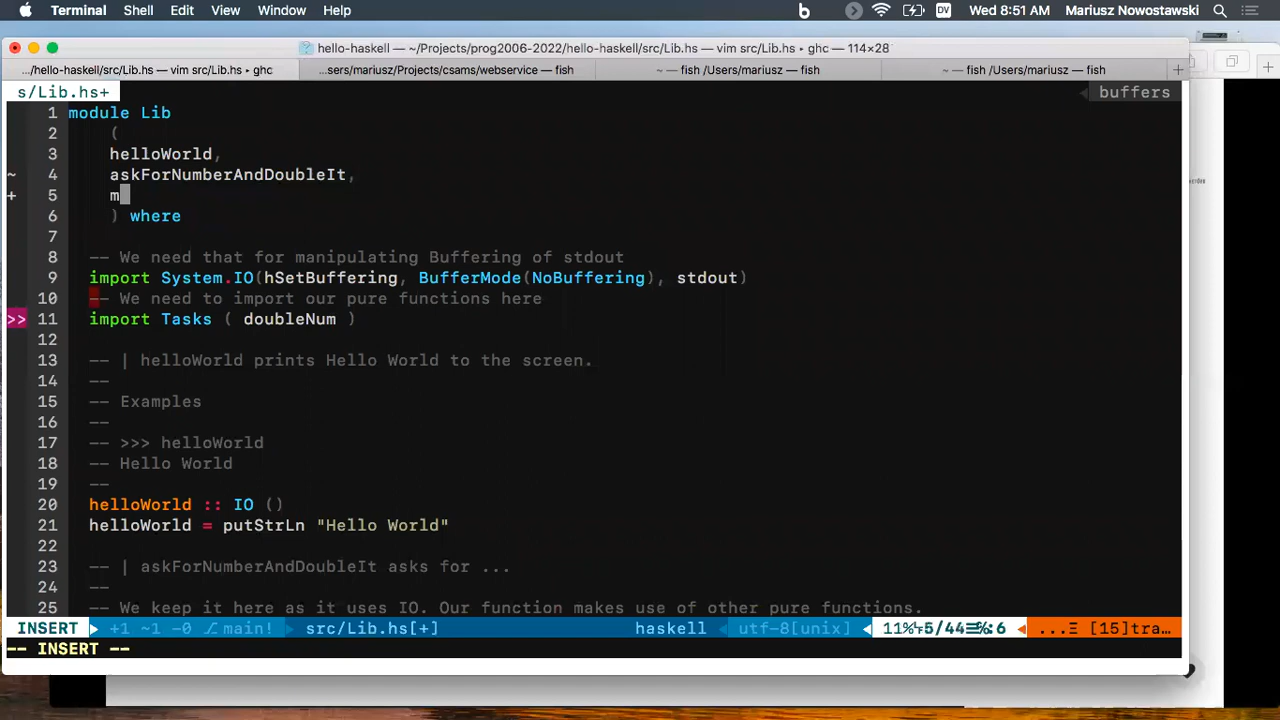 Terminal Shell Edit View Window Help DV Wed 8:51 AM Mariusz Nowostawski
hello-haskell — ~/Projects/prog2006-2022/hello-haskell/src/Lib.hs — vim src/Lib.hs ▸ ghc — 114×28
.../hello-haskell/src/Lib.hs — vim src/Lib.hs ▸ ghc ...sers/mariusz/Projects/csams/webservice — fish ~ — fish /Users/mariusz — fish ~ — fish /Users/mariusz — fish +
s/Lib.hs+ buffers
1 module Lib
2 (
3 helloWorld,
~ 4 askForNumberAndDoubleIt,
+ 5 m
6 ) where
7
8 -- We need that for manipulating Buffering of stdout
9 import System.IO(hSetBuffering, BufferMode(NoBuffering), stdout)
10 -- We need to import our pure functions here
>> 11 import Tasks ( doubleNum )
12
13 -- | helloWorld prints Hello World to the screen.
14 --
15 -- Examples
16 --
17 -- >>> helloWorld
18 -- Hello World
19 --
20 helloWorld :: IO ()
21 helloWorld = putStrLn "Hello World"
22
23 -- | askForNumberAndDoubleIt asks for ...
24 --
25 -- We keep it here as it uses IO. Our function makes use of other pure functions.
INSERT +1 ~1 -0 main! src/Lib.hs[+] haskell utf-8[unix] 11% 5/44 :6 ...Ξ [15]tra...
-- INSERT --